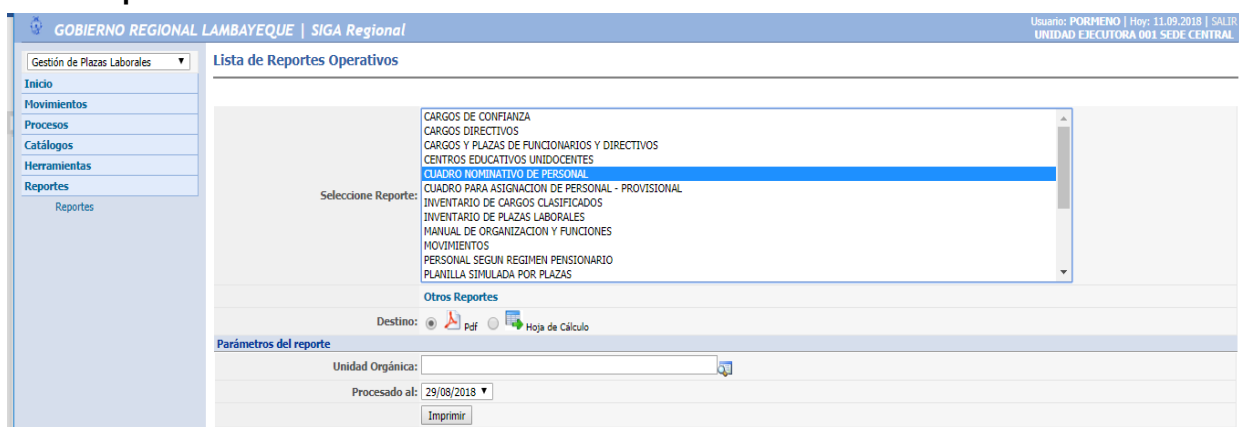 GOBIERNO REGIONAL LAMBAYEQUE | SIGA Regional
Usuario: PORMENO | Hoy: 11.09.2018 | SALIR
UNIDAD EJECUTORA 001 SEDE CENTRAL
Gestión de Plazas Laborales
Inicio
Movimientos
Procesos
Catálogos
Herramientas
Reportes
Reportes
Lista de Reportes Operativos
Seleccione Reporte:
CARGOS DE CONFIANZA
CARGOS DIRECTIVOS
CARGOS Y PLAZAS DE FUNCIONARIOS Y DIRECTIVOS
CENTROS EDUCATIVOS UNIDOCENTES
CUADRO NOMINATIVO DE PERSONAL
CUADRO PARA ASIGNACION DE PERSONAL - PROVISIONAL
INVENTARIO DE CARGOS CLASIFICADOS
INVENTARIO DE PLAZAS LABORALES
MANUAL DE ORGANIZACION Y FUNCIONES
MOVIMIENTOS
PERSONAL SEGUN REGIMEN PENSIONARIO
PLANILLA SIMULADA POR PLAZAS
Otros Reportes
Destino: Pdf Hoja de Cálculo
Parámetros del reporte
Unidad Orgánica:
Procesado al: 29/08/2018
Imprimir